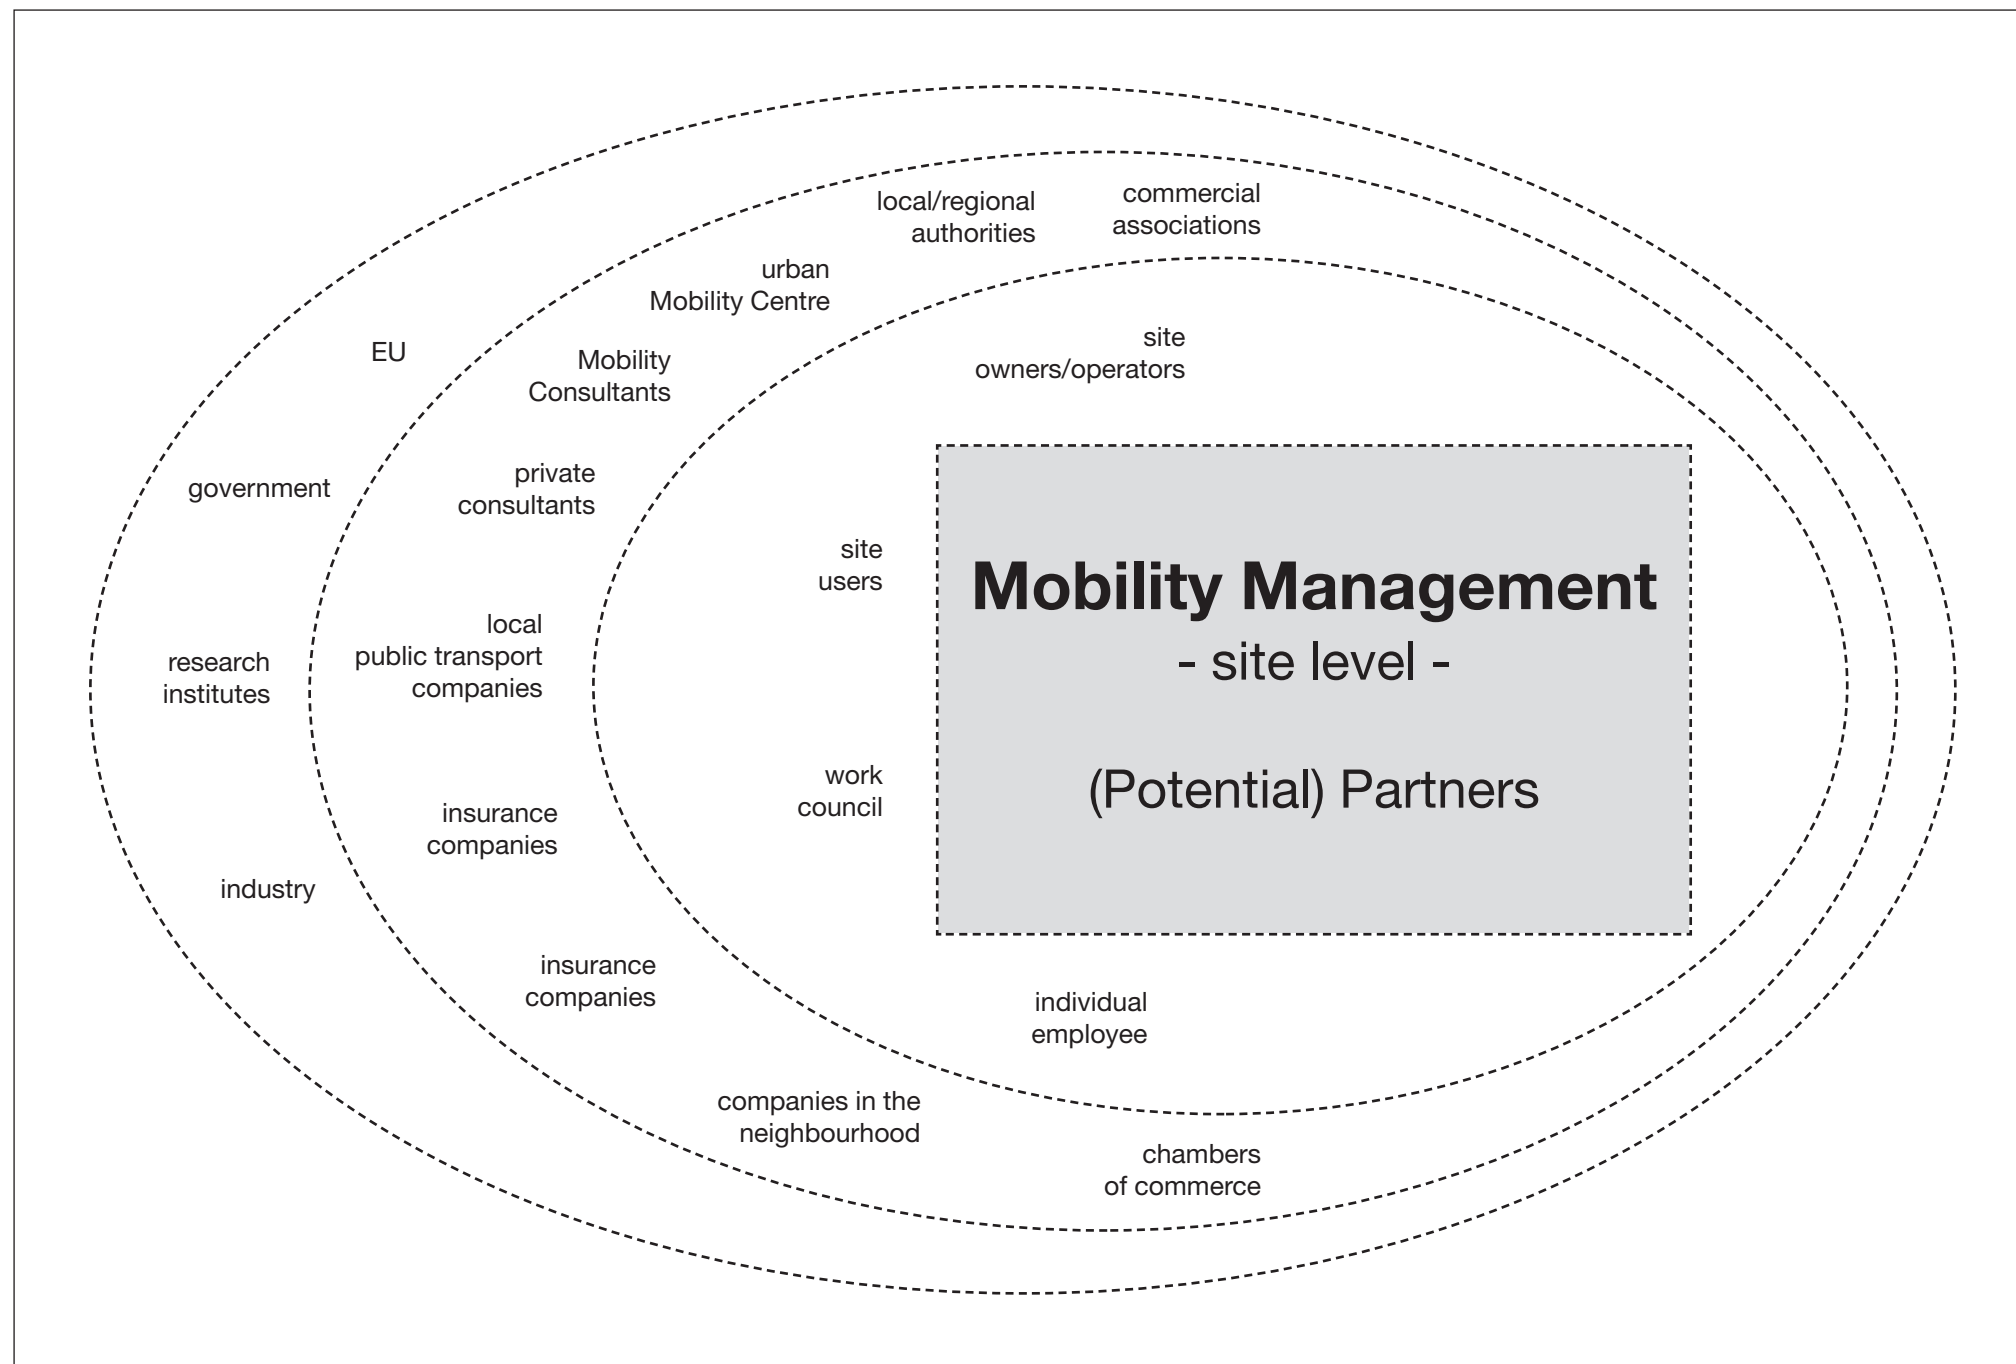 local/regional
authorities
commercial
associations
urban
Mobility Centre
EU
Mobility
Consultants
site
owners/operators
government
private
consultants
site
users
Mobility Management
- site level -
(Potential) Partners
local
public transport
companies
research
institutes
work
council
insurance
companies
industry
insurance
companies
individual
employee
companies in the
neighbourhood
chambers
of commerce